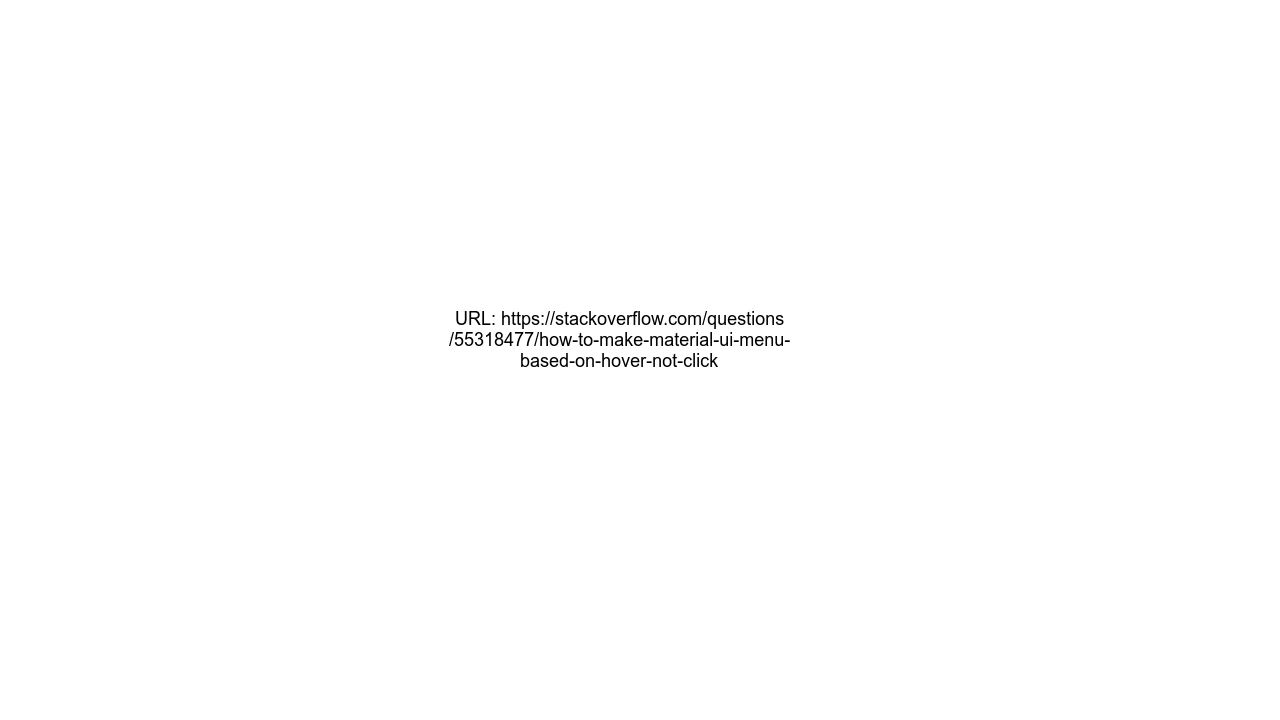 URL: https://stackoverflow.com/questions
/55318477/how-to-make-material-ui-menu-
based-on-hover-not-click